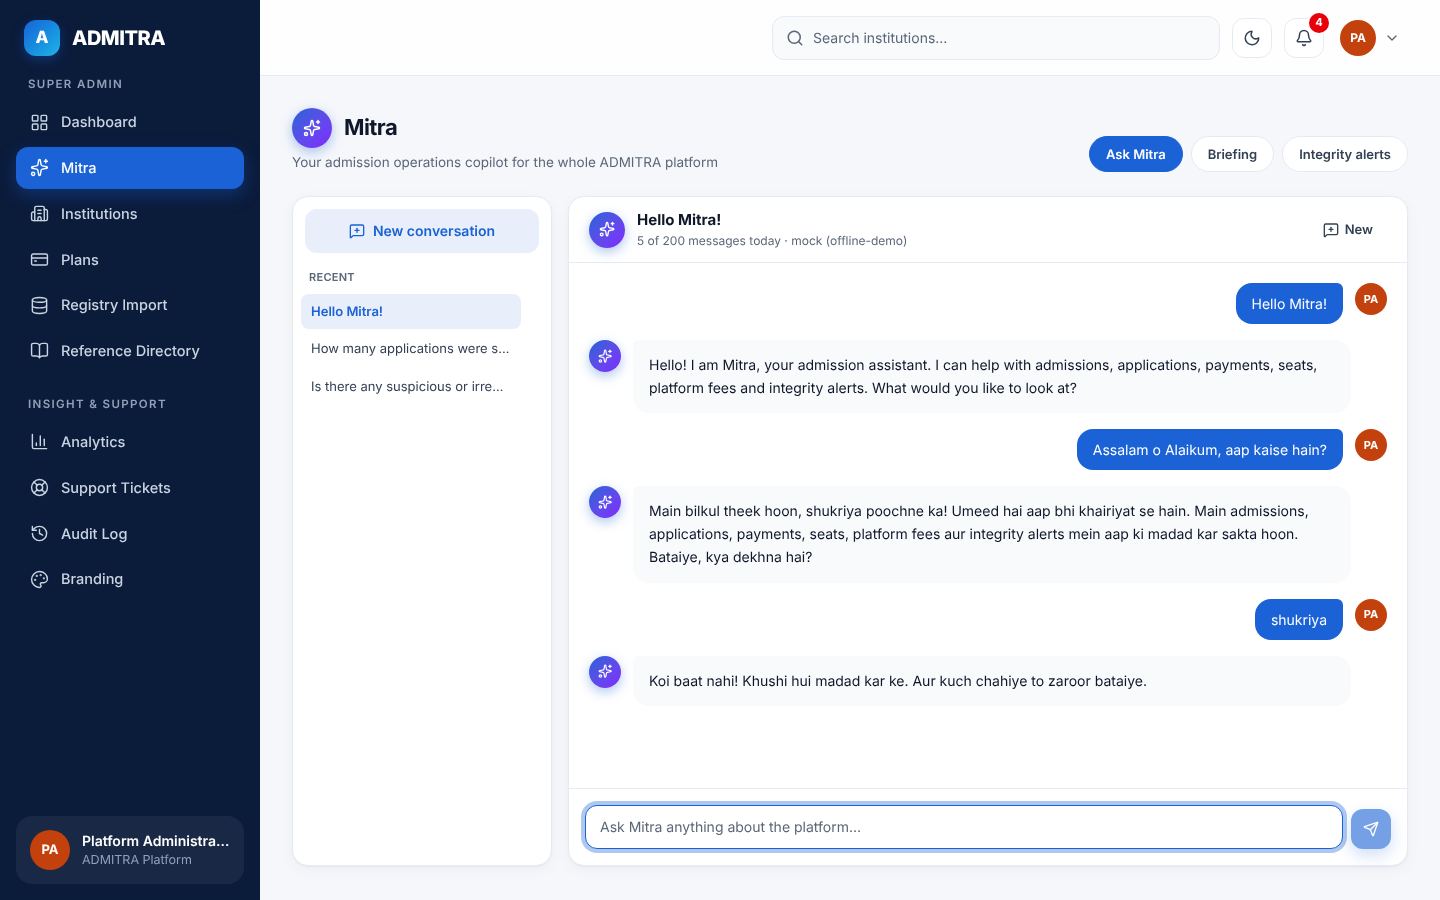 A ADMITRA
SUPER ADMIN
Dashboard
Mitra
Institutions
Plans
Registry Import
Reference Directory
INSIGHT & SUPPORT
Analytics
Support Tickets
Audit Log
Branding
PA Platform Administra...
ADMITRA Platform
Search institutions...
4
PA
Mitra
Your admission operations copilot for the whole ADMITRA platform
Ask Mitra Briefing Integrity alerts
New conversation
RECENT
Hello Mitra!
How many applications were s...
Is there any suspicious or irre...
Hello Mitra!
5 of 200 messages today · mock (offline-demo)
New
Hello Mitra! PA
Hello! I am Mitra, your admission assistant. I can help with admissions, applications, payments, seats,
platform fees and integrity alerts. What would you like to look at?
Assalam o Alaikum, aap kaise hain? PA
Main bilkul theek hoon, shukriya poochne ka! Umeed hai aap bhi khairiyat se hain. Main admissions,
applications, payments, seats, platform fees aur integrity alerts mein aap ki madad kar sakta hoon.
Bataiye, kya dekhna hai?
shukriya PA
Koi baat nahi! Khushi hui madad kar ke. Aur kuch chahiye to zaroor bataiye.
Ask Mitra anything about the platform...